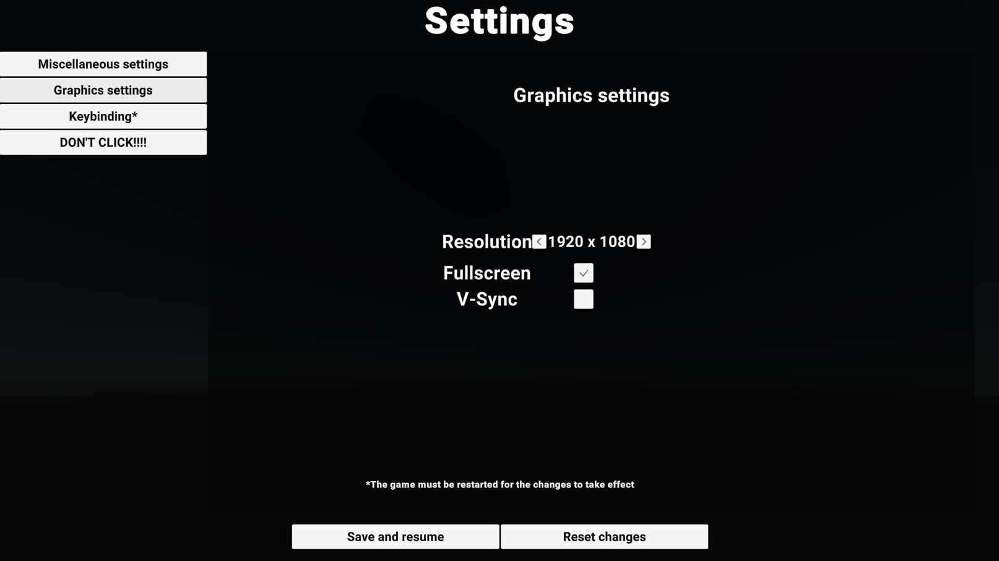 Settings
Miscellaneous settings
Graphics settings
Keybinding*
DON'T CLICK!!!!
Graphics settings
Resolution < 1920 x 1080 >
Fullscreen
V-Sync
*The game must be restarted for the changes to take effect
Save and resume
Reset changes